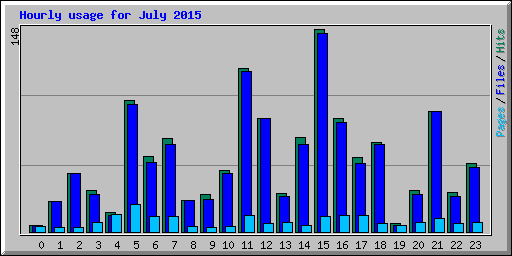 Hourly usage for July 2015
148
Pages/Files/Hits
0 1 2 3 4 5 6 7 8 9 10 11 12 13 14 15 16 17 18 19 20 21 22 23